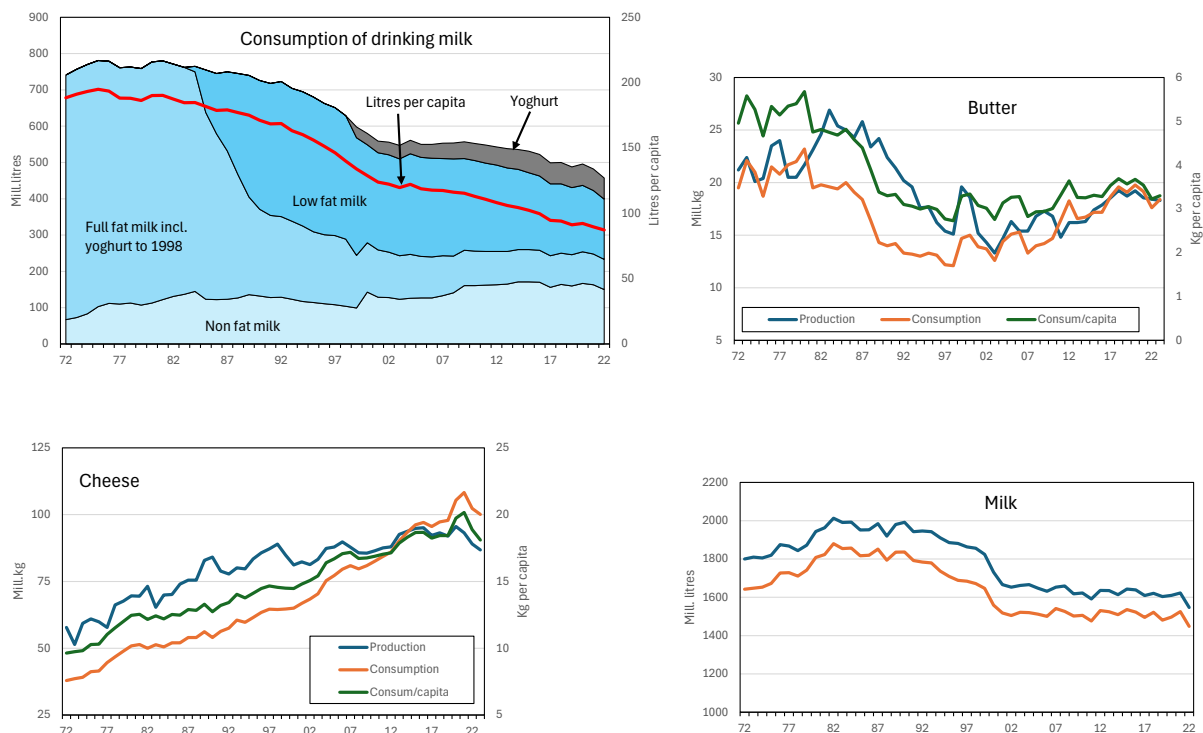 Consumption of drinking milk
900
800
700
600
500
400
300
200
100
0
Mill.litres
250
200
150
100
50
0
Litres per capita
72 77 82 87 92 97 02 07 12 17 22
Litres per capita
Yoghurt
Low fat milk
Full fat milk incl.
yoghurt to 1998
Non fat milk
Butter
30
25
20
15
10
5
Mill.kg
6
5
4
3
2
1
0
Kg per capita
Production Consumption Consum/capita
72 77 82 87 92 97 02 07 12 17 22
Cheese
125
100
75
50
25
Mill.kg
25
20
15
10
5
Kg per capita
Production
Consumption
Consum/capita
72 77 82 87 92 97 02 07 12 17 22
Milk
2200
2000
1800
1600
1400
1200
1000
Mill. litres
72 77 82 87 92 97 02 07 12 17 22